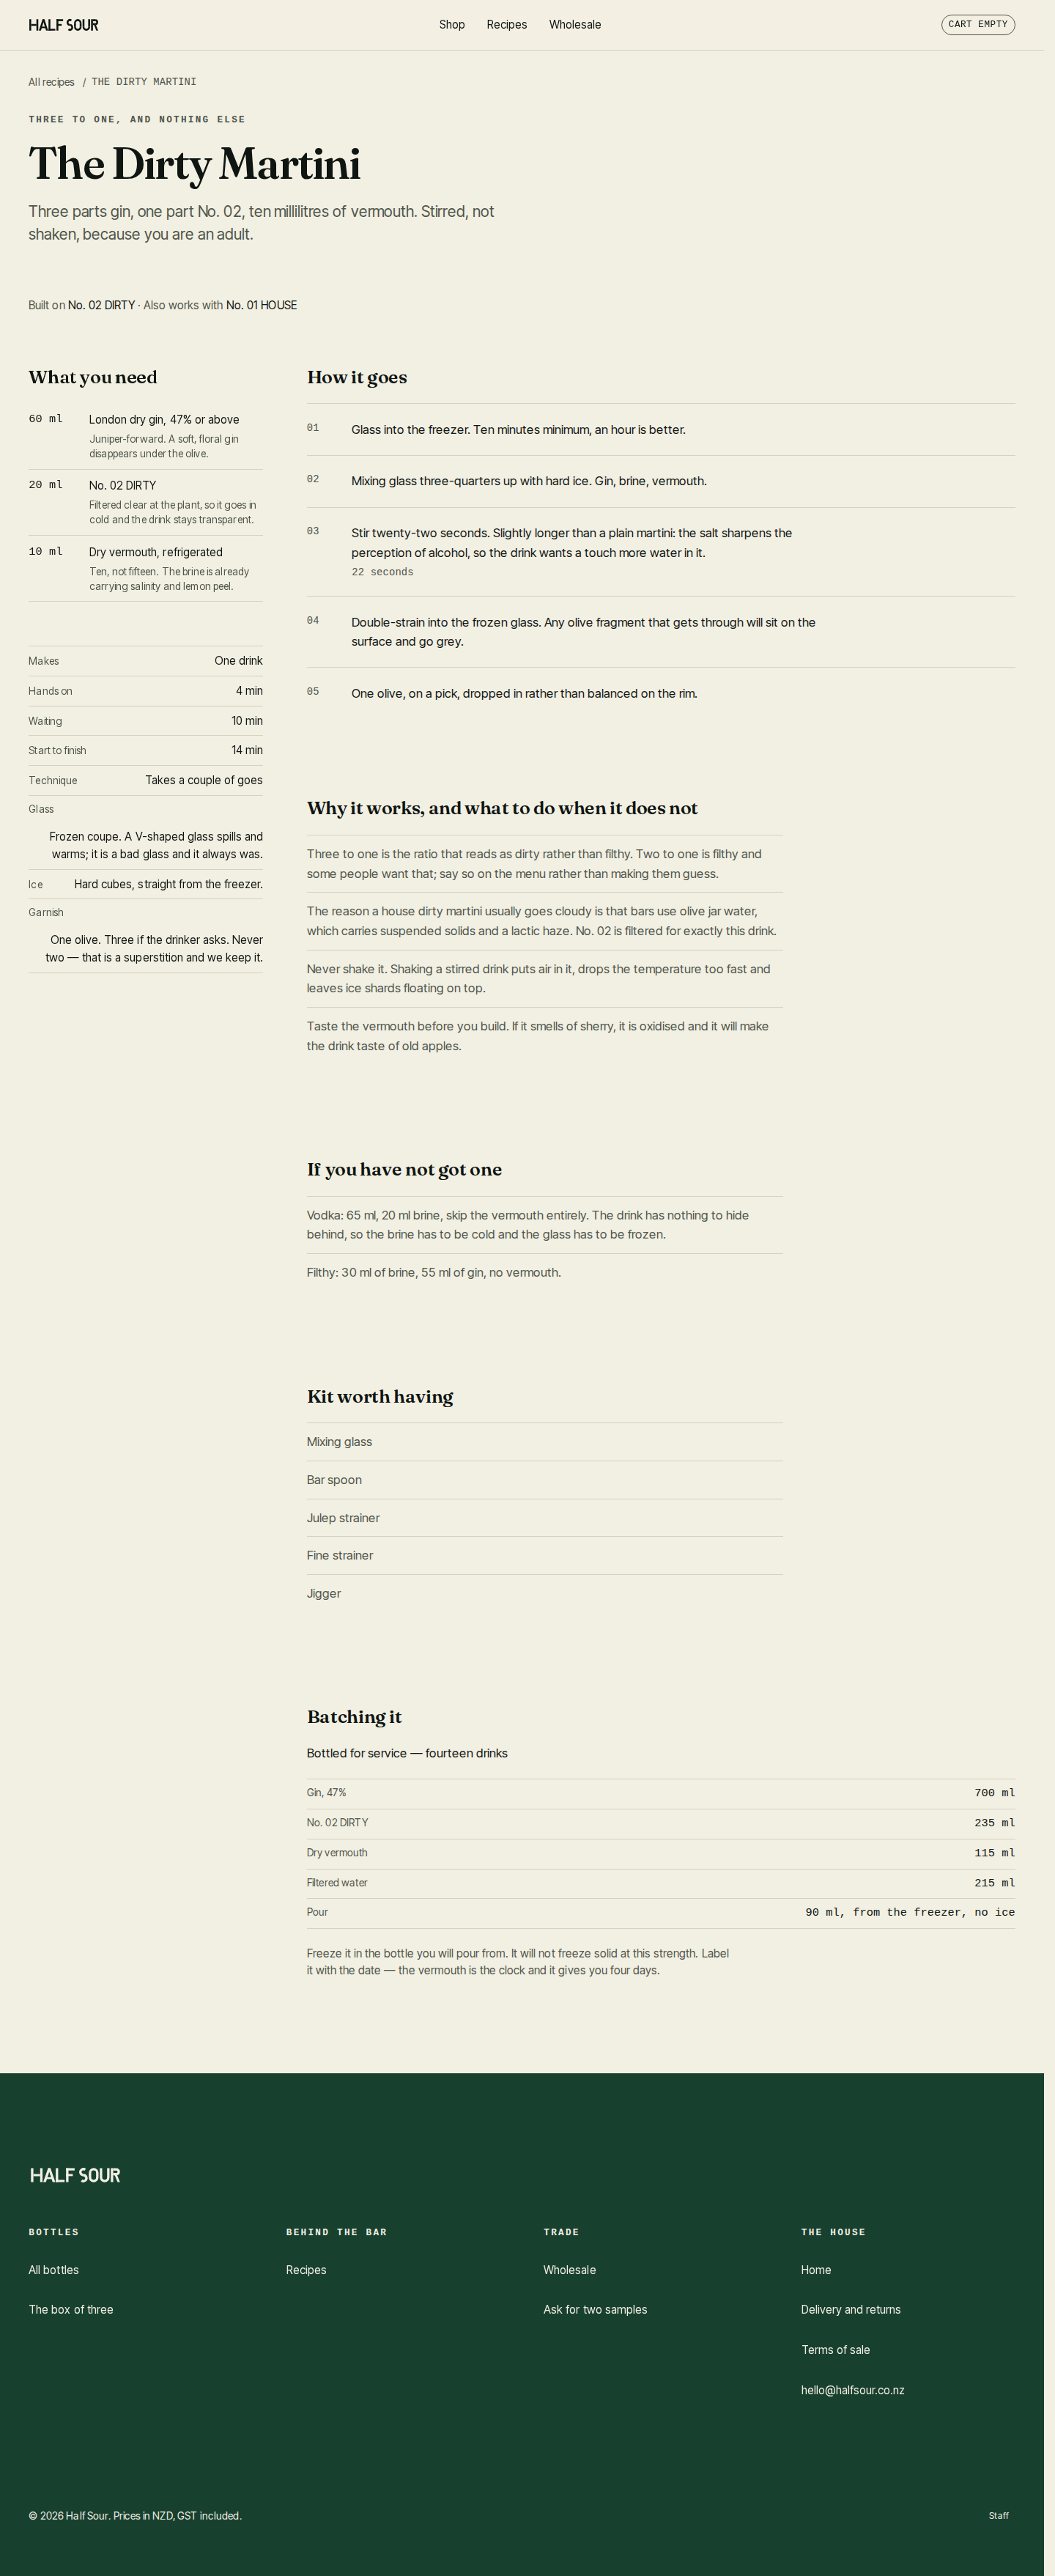 HALF SOUR
Shop Recipes Wholesale
CART EMPTY
All recipes / THE DIRTY MARTINI
THREE TO ONE, AND NOTHING ELSE
The Dirty Martini
Three parts gin, one part No. 02, ten millilitres of vermouth. Stirred, not
shaken, because you are an adult.
Built on No. 02 DIRTY · Also works with No. 01 HOUSE
What you need
60 ml London dry gin, 47% or above
Juniper-forward. A soft, floral gin
disappears under the olive.
20 ml No. 02 DIRTY
Filtered clear at the plant, so it goes in
cold and the drink stays transparent.
10 ml Dry vermouth, refrigerated
Ten, not fifteen. The brine is already
carrying salinity and lemon peel.
Makes One drink
Hands on 4 min
Waiting 10 min
Start to finish 14 min
Technique Takes a couple of goes
Glass
Frozen coupe. A V-shaped glass spills and
warms; it is a bad glass and it always was.
Ice Hard cubes, straight from the freezer.
Garnish
One olive. Three if the drinker asks. Never
two — that is a superstition and we keep it.
How it goes
01 Glass into the freezer. Ten minutes minimum, an hour is better.
02 Mixing glass three-quarters up with hard ice. Gin, brine, vermouth.
03 Stir twenty-two seconds. Slightly longer than a plain martini: the salt sharpens the
perception of alcohol, so the drink wants a touch more water in it.
22 seconds
04 Double-strain into the frozen glass. Any olive fragment that gets through will sit on the
surface and go grey.
05 One olive, on a pick, dropped in rather than balanced on the rim.
Why it works, and what to do when it does not
Three to one is the ratio that reads as dirty rather than filthy. Two to one is filthy and
some people want that; say so on the menu rather than making them guess.
The reason a house dirty martini usually goes cloudy is that bars use olive jar water,
which carries suspended solids and a lactic haze. No. 02 is filtered for exactly this drink.
Never shake it. Shaking a stirred drink puts air in it, drops the temperature too fast and
leaves ice shards floating on top.
Taste the vermouth before you build. If it smells of sherry, it is oxidised and it will make
the drink taste of old apples.
If you have not got one
Vodka: 65 ml, 20 ml brine, skip the vermouth entirely. The drink has nothing to hide
behind, so the brine has to be cold and the glass has to be frozen.
Filthy: 30 ml of brine, 55 ml of gin, no vermouth.
Kit worth having
Mixing glass
Bar spoon
Julep strainer
Fine strainer
Jigger
Batching it
Bottled for service — fourteen drinks
Gin, 47% 700 ml
No. 02 DIRTY 235 ml
Dry vermouth 115 ml
Filtered water 215 ml
Pour 90 ml, from the freezer, no ice
Freeze it in the bottle you will pour from. It will not freeze solid at this strength. Label
it with the date — the vermouth is the clock and it gives you four days.
HALF SOUR
BOTTLES
All bottles
The box of three
BEHIND THE BAR
Recipes
TRADE
Wholesale
Ask for two samples
THE HOUSE
Home
Delivery and returns
Terms of sale
hello@halfsour.co.nz
© 2026 Half Sour. Prices in NZD, GST included.
Staff